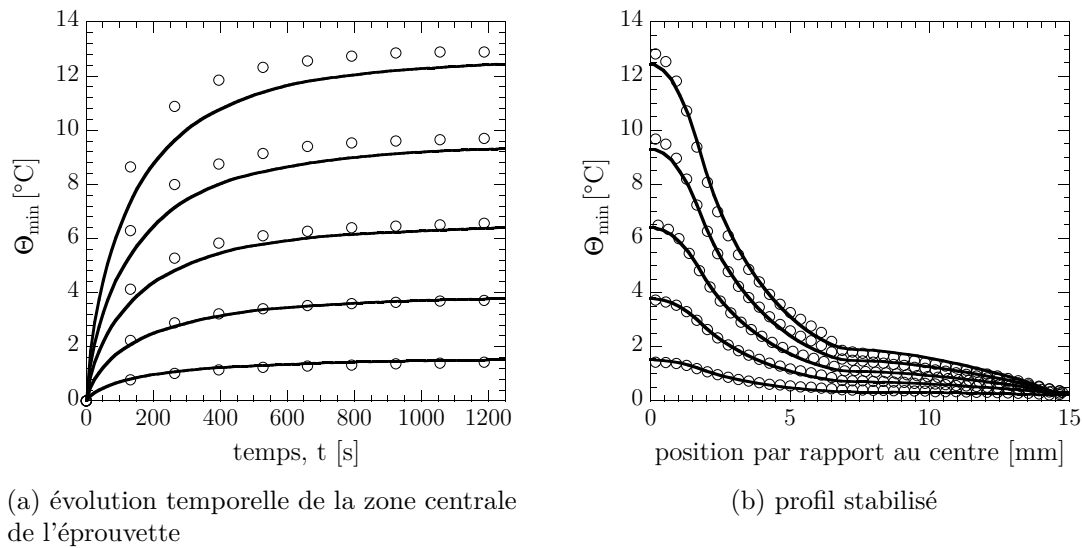 14
12
10
8
6
4
2
0
Θmin [°C]
0 200 400 600 800 1000 1200
temps, t [s]
(a) évolution temporelle de la zone centrale
de l'éprouvette
14
12
10
8
6
4
2
0
Θmin [°C]
0 5 10 15
position par rapport au centre [mm]
(b) profil stabilisé